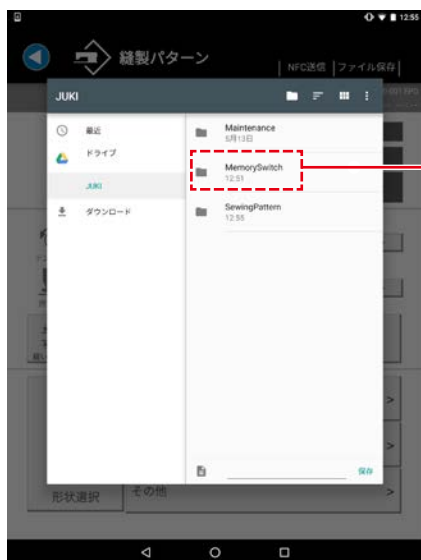 12:55
縫製パターン
NFC送信
ファイル保存
JUKI
最近
ドライブ
JUKI
ダウンロード
Maintenance
5月13日
MemorySwitch
12:51
SewingPattern
12:55
保存
形状選択
その他